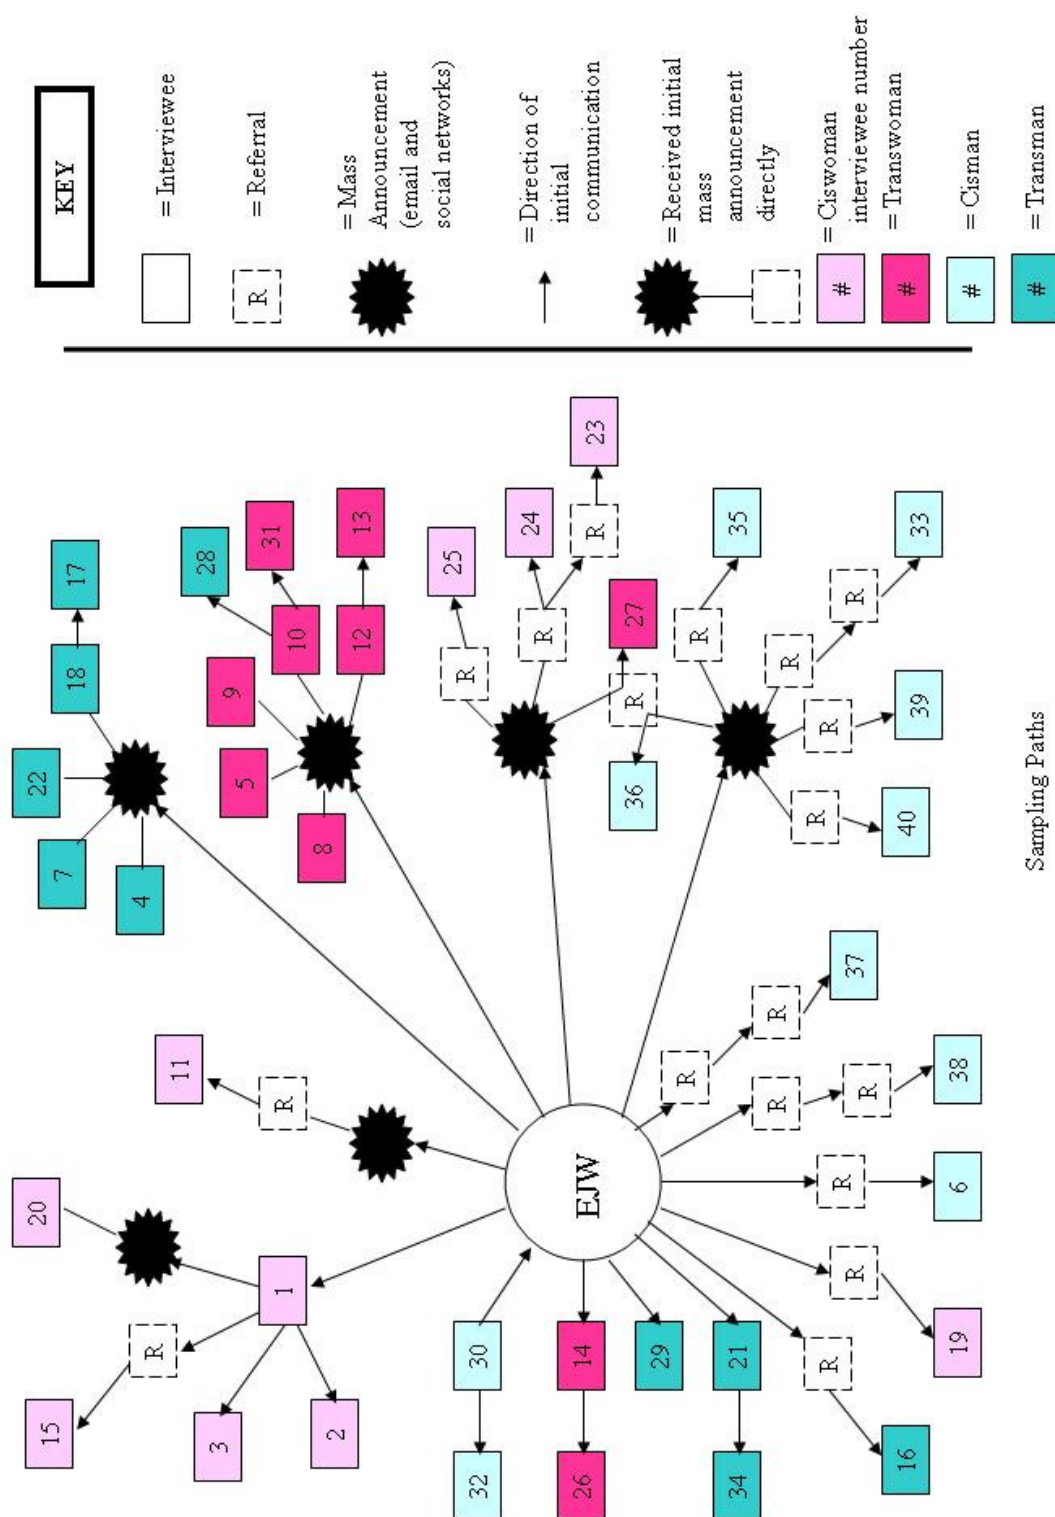 20
22
15
7
18
17
4
R
11
28
3
9
5
31
1
R
10
8
2
12
13
25
R
30
32
24
R
14
26
EJW
R
23
27
R
36
29
R
35
21
34
R
R
R
37
R
R
R
39
R
33
R
R
40
16
19
6
38
Sampling Paths
KEY
= Interviewee
R
= Referral
= Mass
Announcement
(email and
social networks)
= Direction of
initial
communication
= Received initial
mass
announcement
directly
#
= Ciswoman
interviewee number
#
= Transwoman
#
= Cisman
#
= Transman